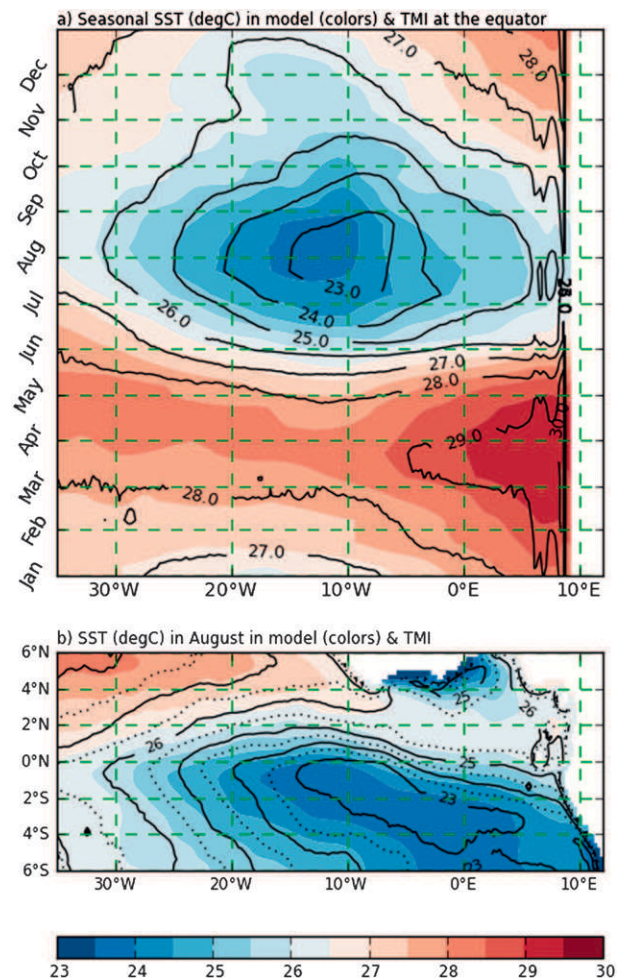 a) Seasonal SST (degC) in model (colors) & TMI at the equator
Dec
Nov
Oct
Sep
Aug
Jul
Jun
May
Apr
Mar
Feb
Jan
27.0
28.0
23.0
24.0
25.0
26.0
27.0
28.0
29.0
28.0
27.0
30°W
20°W
10°W
0°E
10°E
b) SST (degC) in August in model (colors) & TMI
6°N
4°N
2°N
0°N
2°S
4°S
6°S
26
26
25
23
30°W
20°W
10°W
0°E
10°E
23
24
25
26
27
28
29
30